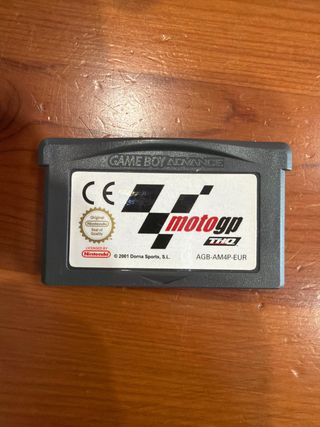 GAME BOY ADVANCE
CE
motogp
THQ
Original
Nintendo
Seal of
Quality
LICENSED BY
Nintendo
© 2001 Dorna Sports, S.L.
AGB-AM4P-EUR